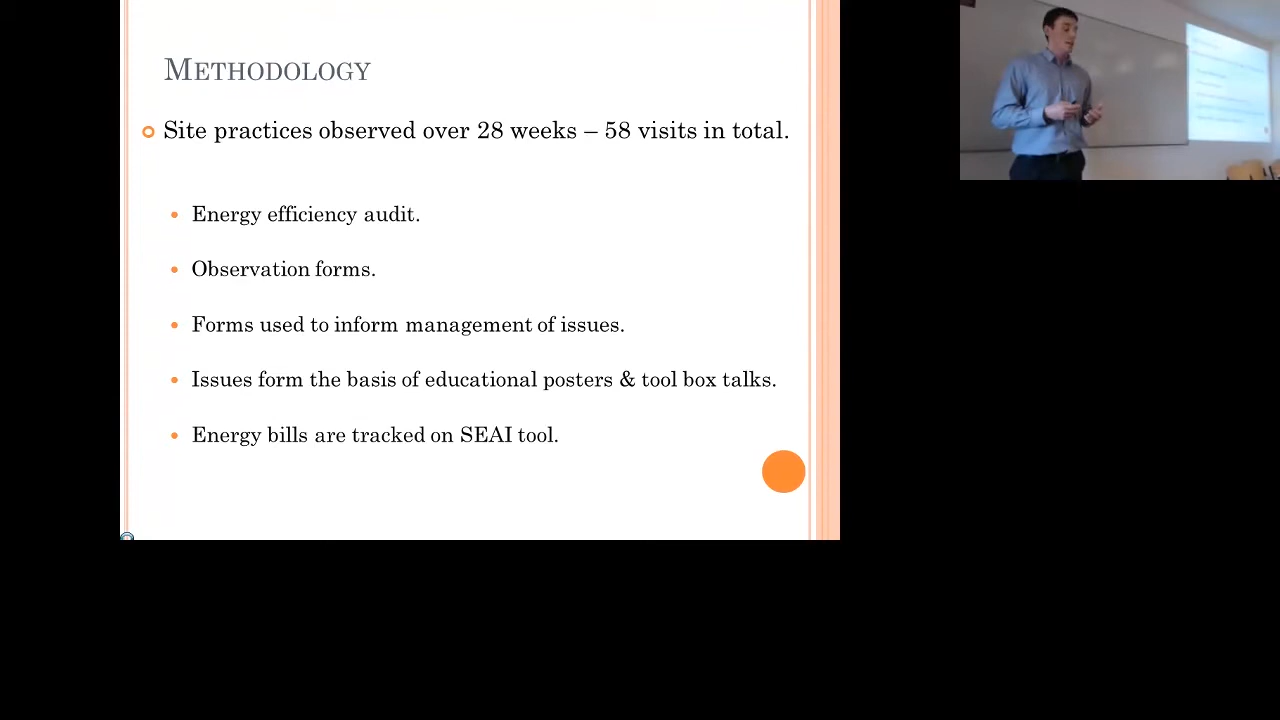 METHODOLOGY
Site practices observed over 28 weeks – 58 visits in total.
Energy efficiency audit.
Observation forms.
Forms used to inform management of issues.
Issues form the basis of educational posters & tool box talks.
Energy bills are tracked on SEAI tool.